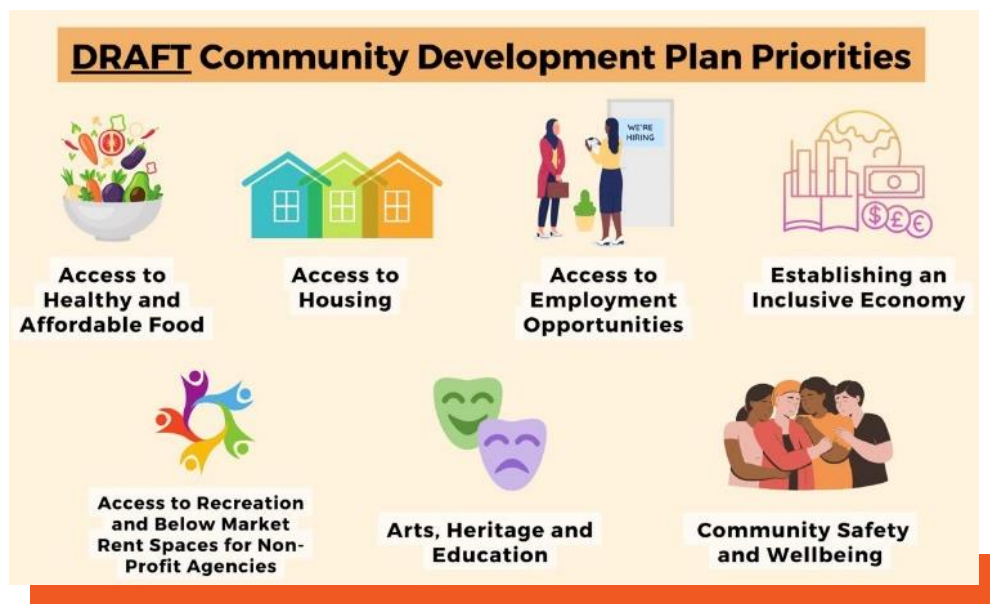 DRAFT Community Development Plan Priorities
WE'RE
HIRING
Access to
Healthy and
Affordable Food
Access to
Housing
Access to
Employment
Opportunities
Establishing an
Inclusive Economy
$ £ €
Access to Recreation
and Below Market
Rent Spaces for Non-
Profit Agencies
Arts, Heritage and
Education
Community Safety
and Wellbeing